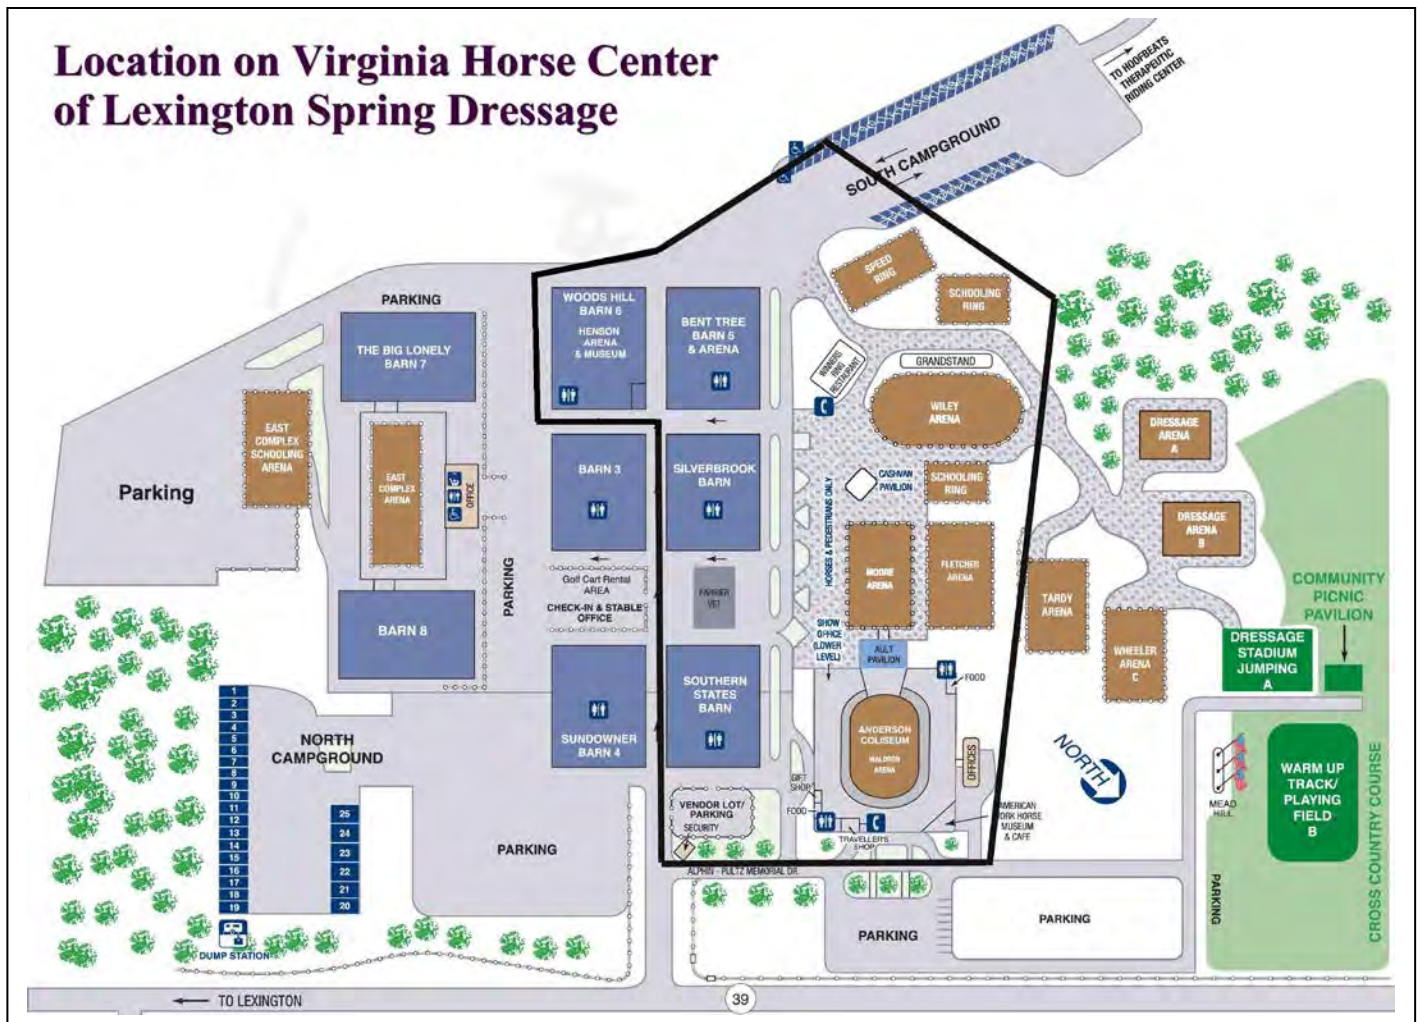 Location on Virginia Horse Center
of Lexington Spring Dressage
TO HOOFBEATS
THERAPEUTIC
RIDING CENTER
SOUTH CAMPGROUND
SPEED
RING
SCHOOLING
RING
PARKING
WOODS HILL
BARN 6
HENSON
ARENA
& MUSEUM
BENT TREE
BARN 5
& ARENA
THE BIG LONELY
BARN 7
WINNERS
RING
RESTAURANT
GRANDSTAND
WILEY
ARENA
EAST
COMPLEX
SCHOOLING
ARENA
EAST
COMPLEX
ARENA
OFFICE
Parking
PARKING
BARN 3
SILVERBROOK
BARN
HORSES & PEDESTRIANS ONLY
CASHVAN
PAVILION
SCHOOLING
RING
DRESSAGE
ARENA
A
DRESSAGE
ARENA
B
MOORE
ARENA
FLETCHER
ARENA
TARDY
ARENA
WHEELER
ARENA
C
COMMUNITY
PICNIC
PAVILION
DRESSAGE
STADIUM
JUMPING
A
Golf Cart Rental
AREA
CHECK-IN & STABLE
OFFICE
FARRIER
VET
BARN 8
SHOW
OFFICE
(LOWER
LEVEL)
AULT
PAVILION
FOOD
SOUTHERN
STATES
BARN
SUNDOWNER
BARN 4
ANDERSON
COLISEUM
WALDRON
ARENA
OFFICES
NORTH
NORTH
CAMPGROUND
1
2
3
4
5
6
7
8
9
10
11
12
13
14
15
16
17
18
19
25
24
23
22
21
20
GIFT
SHOP
FOOD
VENDOR LOT/
PARKING
SECURITY
TRAVELLER'S
SHOP
AMERICAN
WORK HORSE
MUSEUM
& CAFE
MEAD
HILL
WARM UP
TRACK/
PLAYING
FIELD
B
CROSS COUNTRY COURSE
PARKING
ALPHIN - PULTZ MEMORIAL DR.
PARKING
PARKING
PARKING
DUMP STATION
TO LEXINGTON
39